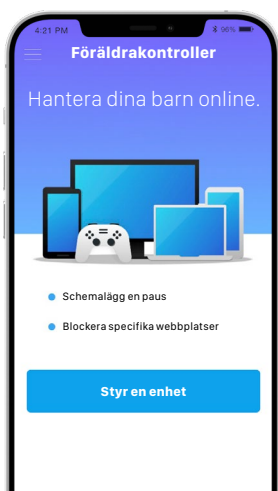 4:21 PM 96%
Föräldrakontroller
Hantera dina barn online.
Schemalägg en paus
Blockera specifika webbplatser
Styr en enhet